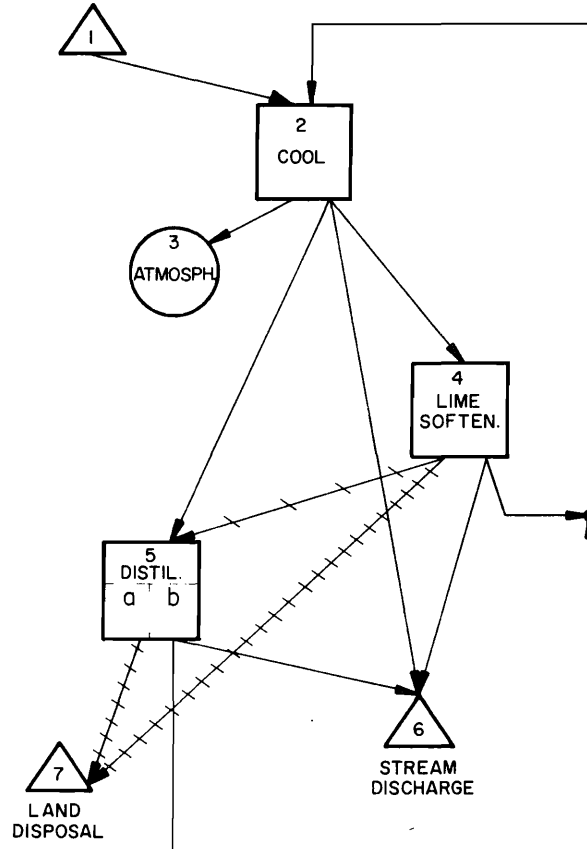 1
2
COOL
3
ATMOSPH.
4
LIME
SOFTEN.
5
DISTIL.
a b
6
STREAM
DISCHARGE
7
LAND
DISPOSAL